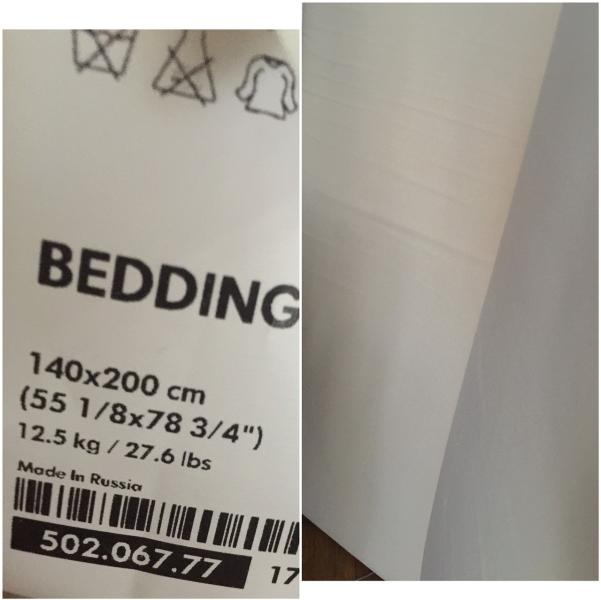 BEDDING
140x200 cm
(55 1/8x78 3/4")
12.5 kg / 27.6 lbs
Made In Russia
502.067.77
17